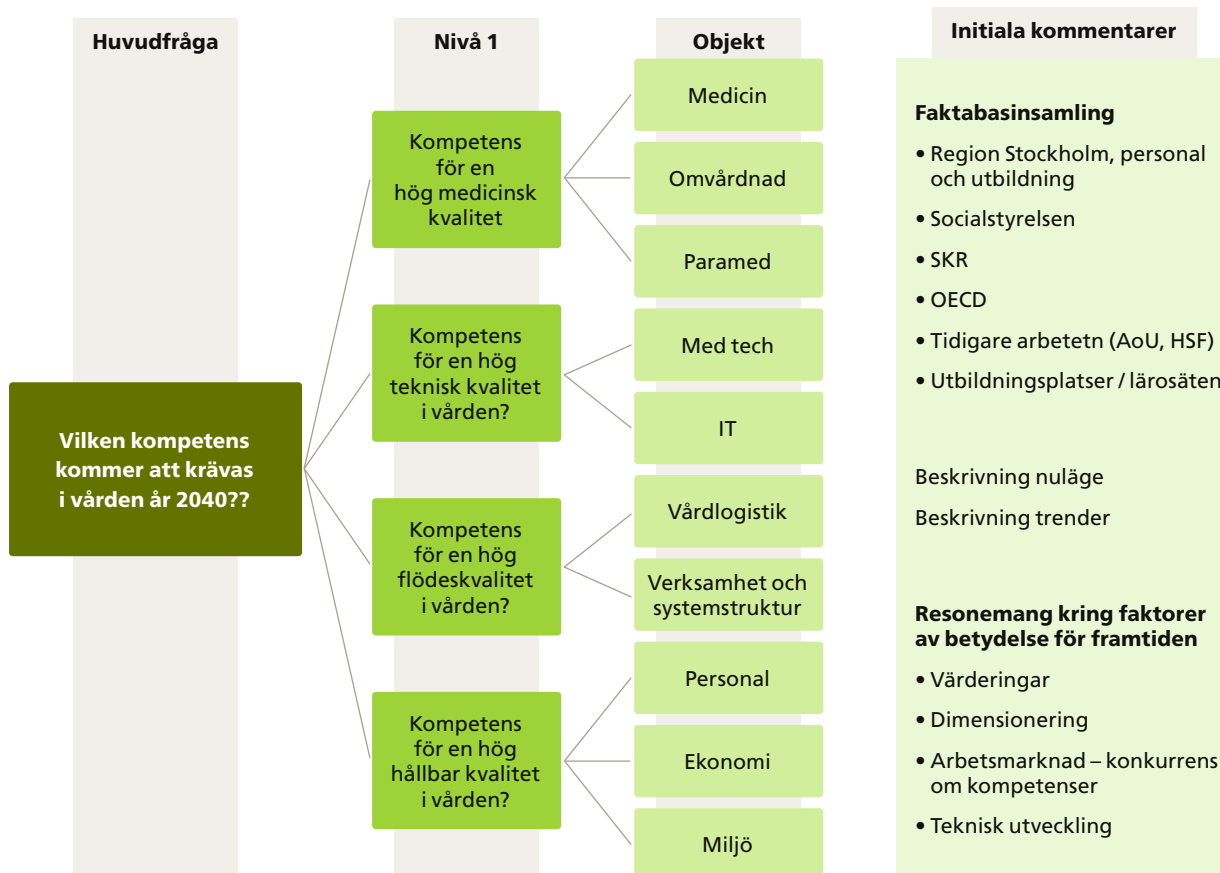 Huvudfråga
Nivå 1
Objekt
Initiala kommentarer
Vilken kompetens
kommer att krävas
i vården år 2040??
Kompetens
för en
hög medicinsk
kvalitet
Kompetens
för en hög
teknisk kvalitet
i vården?
Kompetens
för en hög
flödeskvalitet
i vården?
Kompetens
för en hög
hållbar kvalitet
i vården?
Medicin
Omvårdnad
Paramed
Med tech
IT
Vårdlogistik
Verksamhet och
systemstruktur
Personal
Ekonomi
Miljö
Faktabasinsamling
• Region Stockholm, personal
och utbildning
• Socialstyrelsen
• SKR
• OECD
• Tidigare arbetetn (AoU, HSF)
• Utbildningsplatser / lärosäten
Beskrivning nuläge
Beskrivning trender
Resonemang kring faktorer
av betydelse för framtiden
• Värderingar
• Dimensionering
• Arbetsmarknad – konkurrens
om kompetenser
• Teknisk utveckling